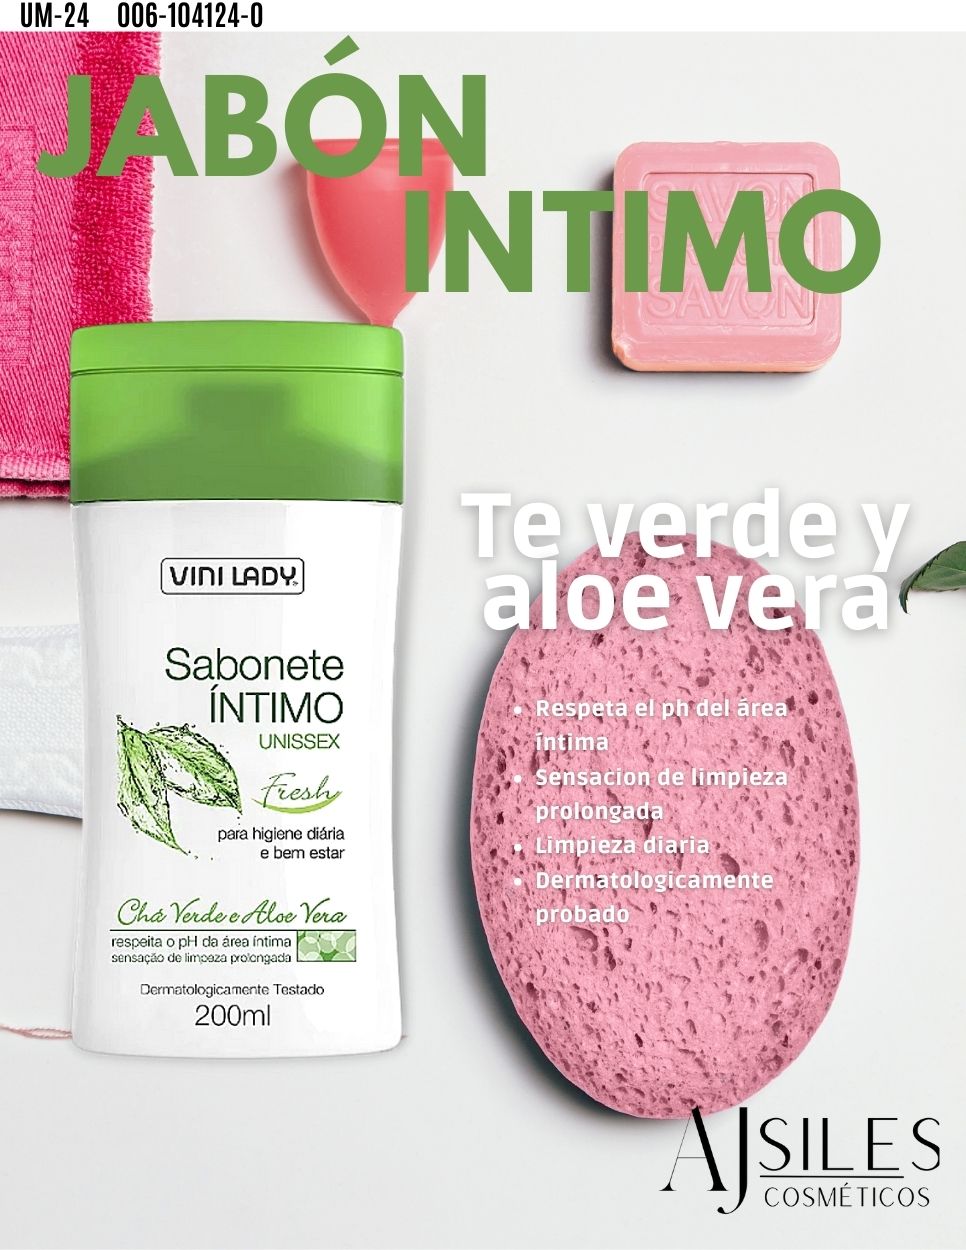 UM-24 006-104124-0
JABÓN
INTIMO
SAVON
SAVON
Te verde y
aloe vera
VINI LADY
Sabonete
ÍNTIMO
UNISSEX
Fresh
para higiene diária
e bem estar
Chá Verde e Aloe Vera
respeita o pH da área íntima
sensação de limpeza prolongada
Dermatologicamente Testado
200ml
• Respeta el ph del área
íntima
• Sensacion de limpieza
prolongada
• Limpieza diaria
• Dermatologicamente
probado
AJSILES
COSMÉTICOS